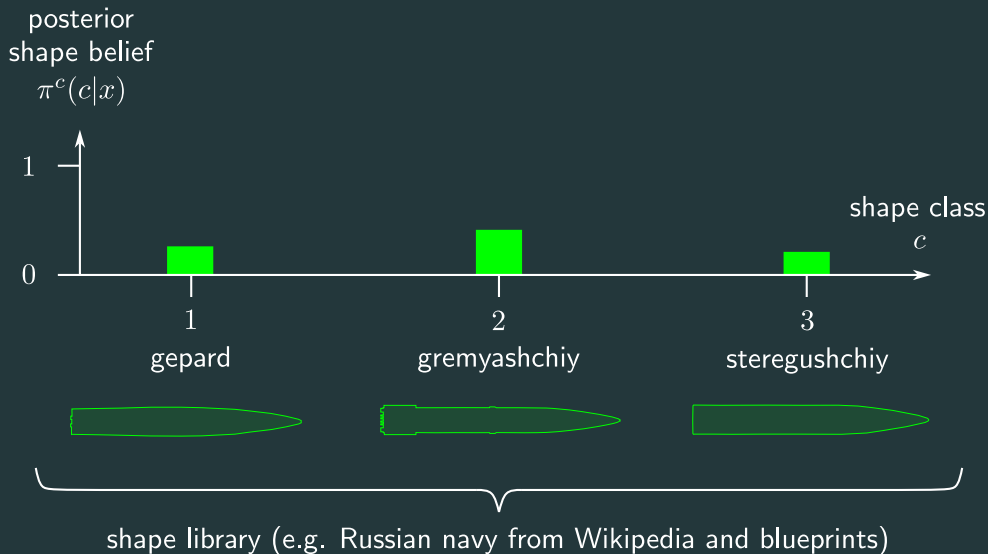 posterior
shape belief
π^c(c|x)
1
shape class
c
0
1 2 3
gepard gremyashchiy steregushchiy
shape library (e.g. Russian navy from Wikipedia and blueprints)